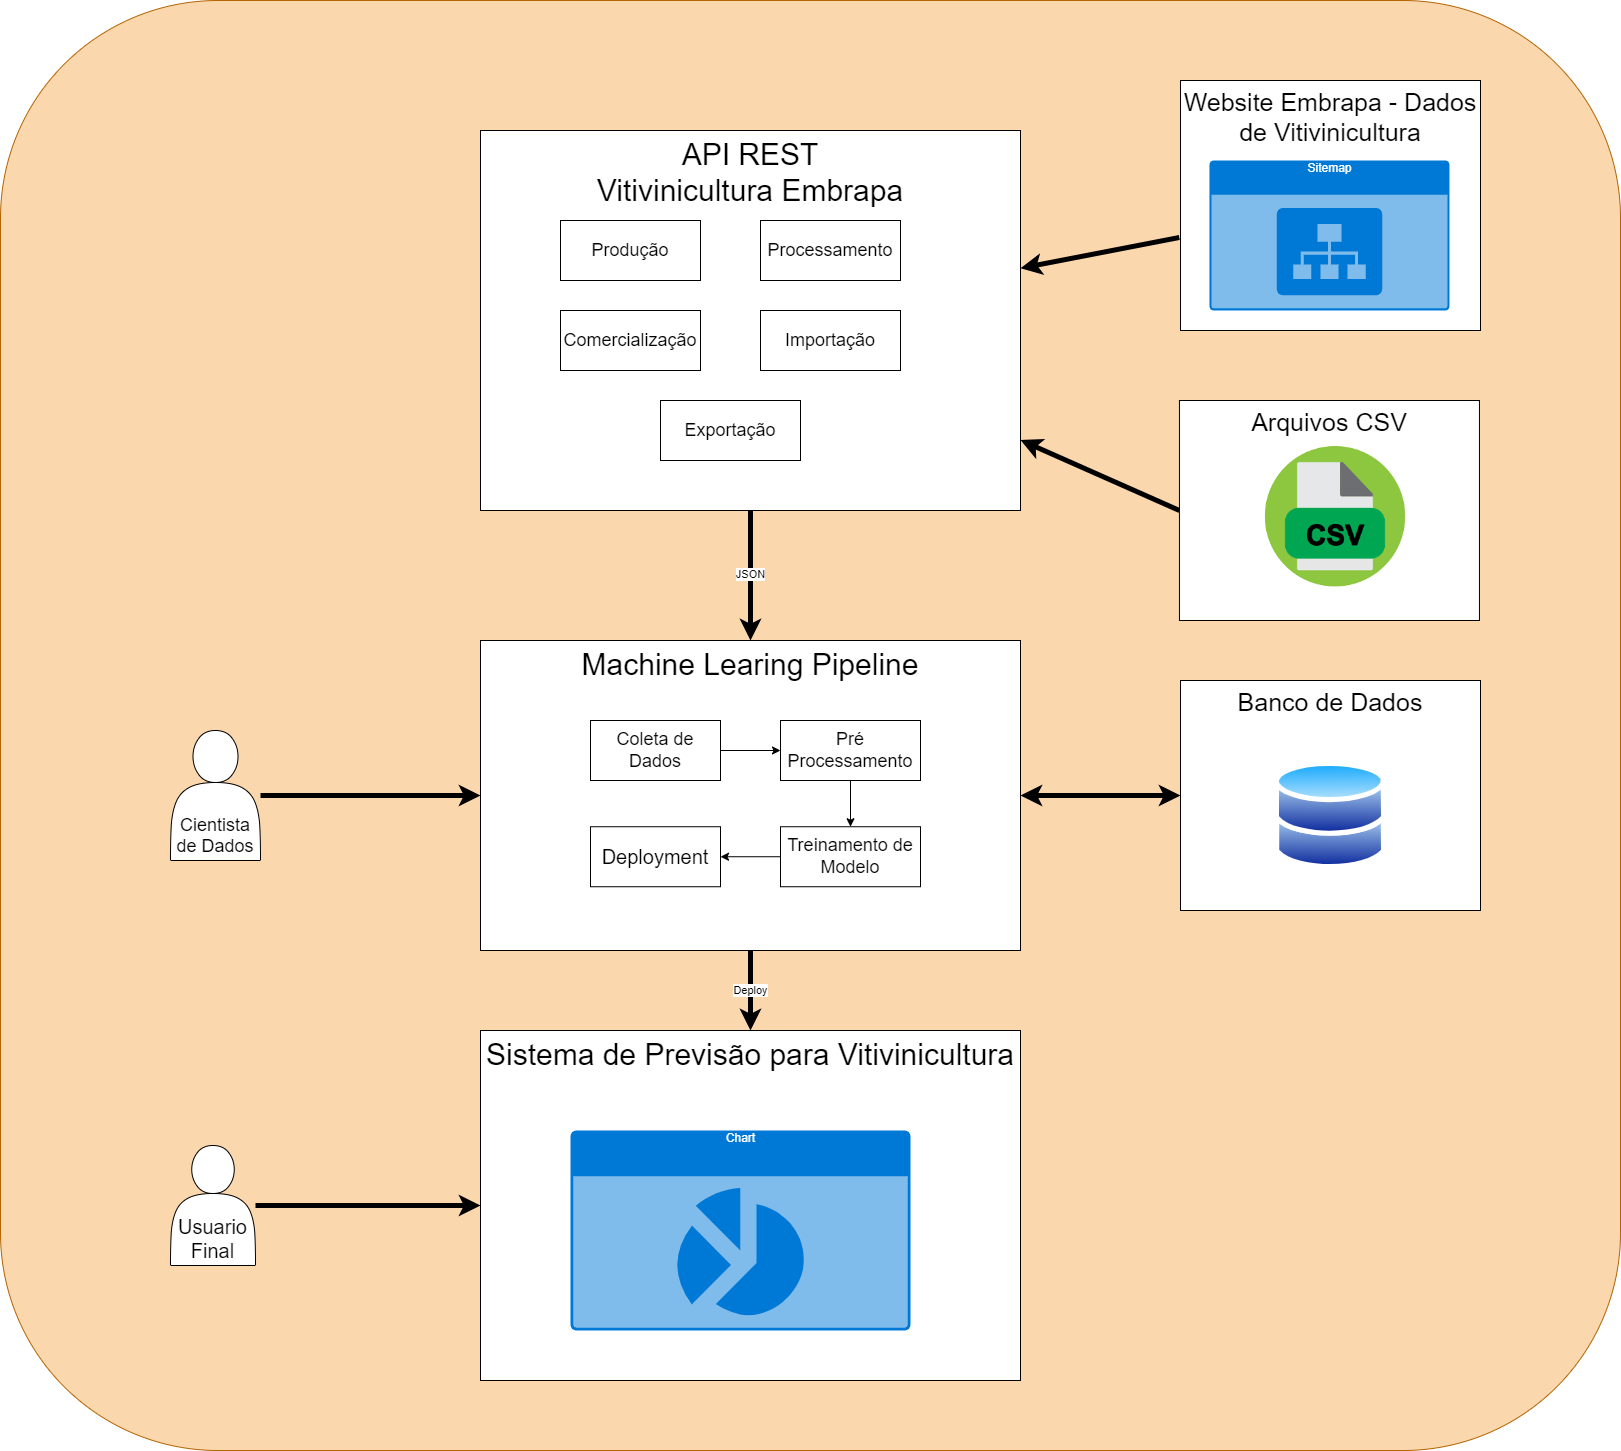 Website Embrapa - Dados
de Vitivinicultura
Sitemap
API REST
Vitivinicultura Embrapa
Produção
Processamento
Comercialização
Importação
Exportação
Arquivos CSV
CSV
JSON
Machine Learing Pipeline
Coleta de
Dados
Pré
Processamento
Deployment
Treinamento de
Modelo
Banco de Dados
Cientista
de Dados
Deploy
Sistema de Previsão para Vitivinicultura
Chart
Usuario
Final